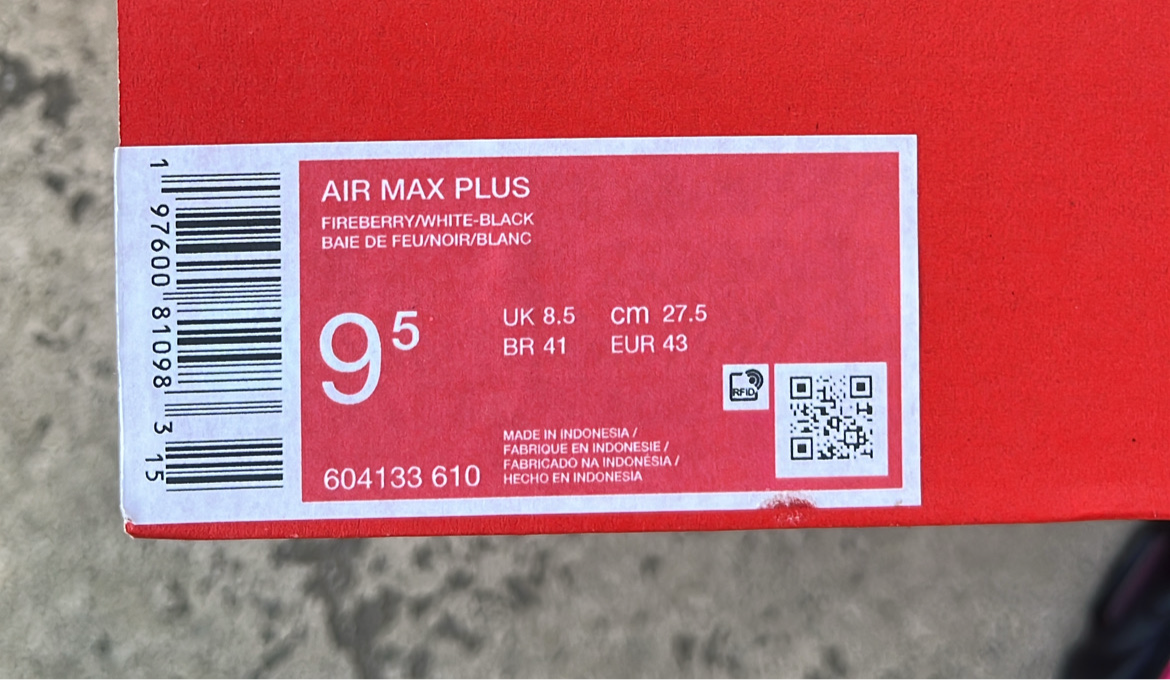 AIR MAX PLUS
FIREBERRY/WHITE-BLACK
BAIE DE FEU/NOIR/BLANC
9 5
UK 8.5 cm 27.5
BR 41 EUR 43
RFID
604133 610
MADE IN INDONESIA /
FABRIQUE EN INDONESIE /
FABRICADO NA INDONÉSIA /
HECHO EN INDONESIA
1 97600 81098 3 15